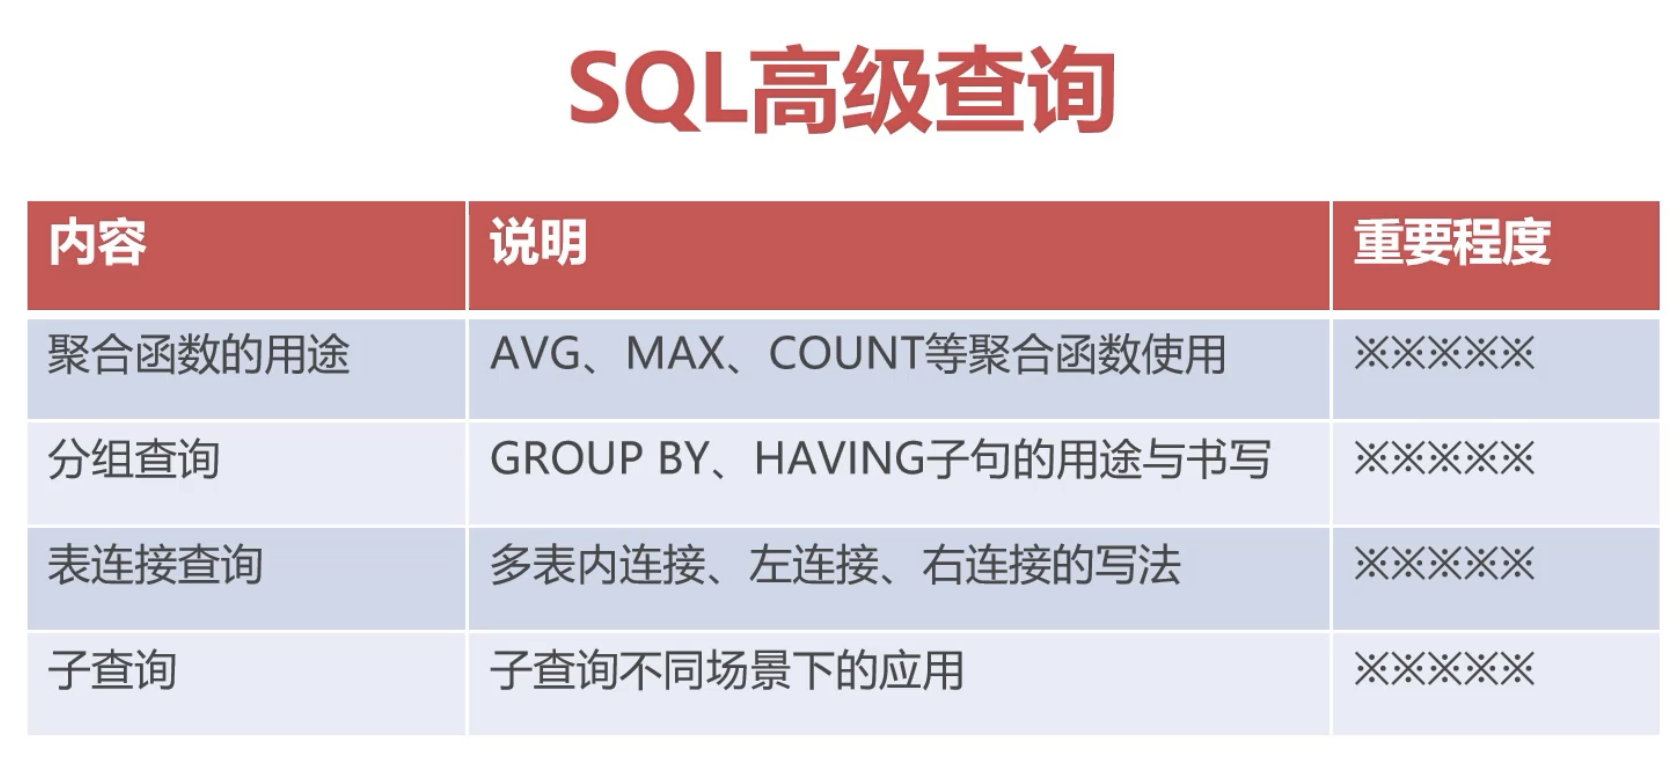 SQL高级查询
内容 说明 重要程度
聚合函数的用途 AVG、MAX、COUNT等聚合函数使用 ※※※※※
分组查询 GROUP BY、HAVING子句的用途与书写 ※※※※※
表连接查询 多表内连接、左连接、右连接的写法 ※※※※※
子查询 子查询不同场景下的应用 ※※※※※